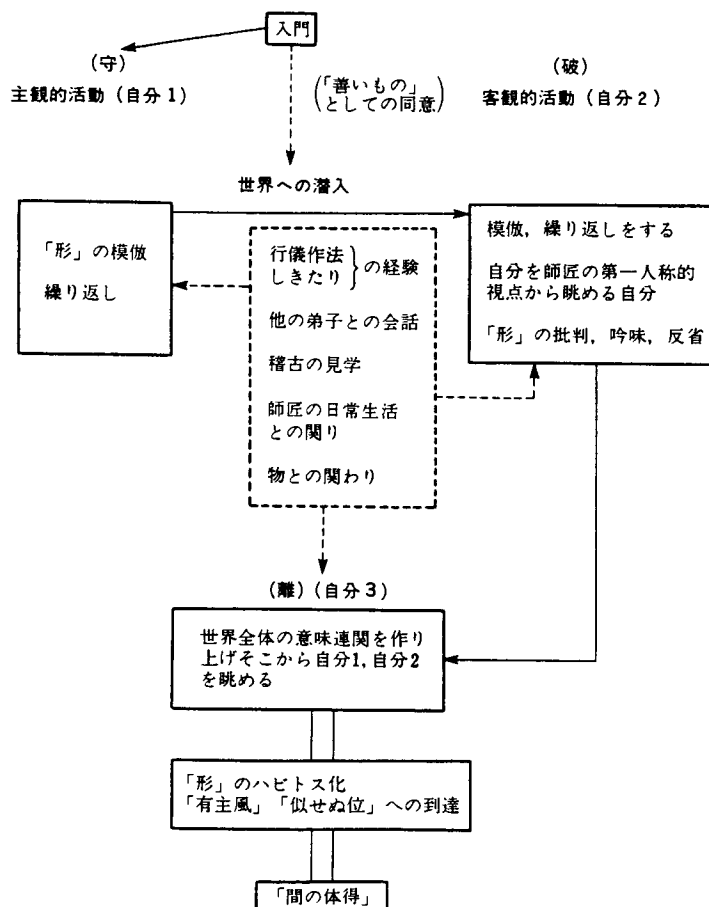 入門
(守)
主観的活動(自分1)
(「善いもの」
としての同意)
(破)
客観的活動(自分2)
世界への潜入
「形」の模倣
繰り返し
行儀作法
しきたり}の経験
他の弟子との会話
稽古の見学
師匠の日常生活
との関り
物との関わり
模倣,繰り返しをする
自分を師匠の第一人称的
視点から眺める自分
「形」の批判,吟味,反省
(離)(自分3)
世界全体の意味連関を作り
上げそこから自分1,自分2
を眺める
「形」のハビトス化
「有主風」「似せぬ位」への到達
「間の体得」